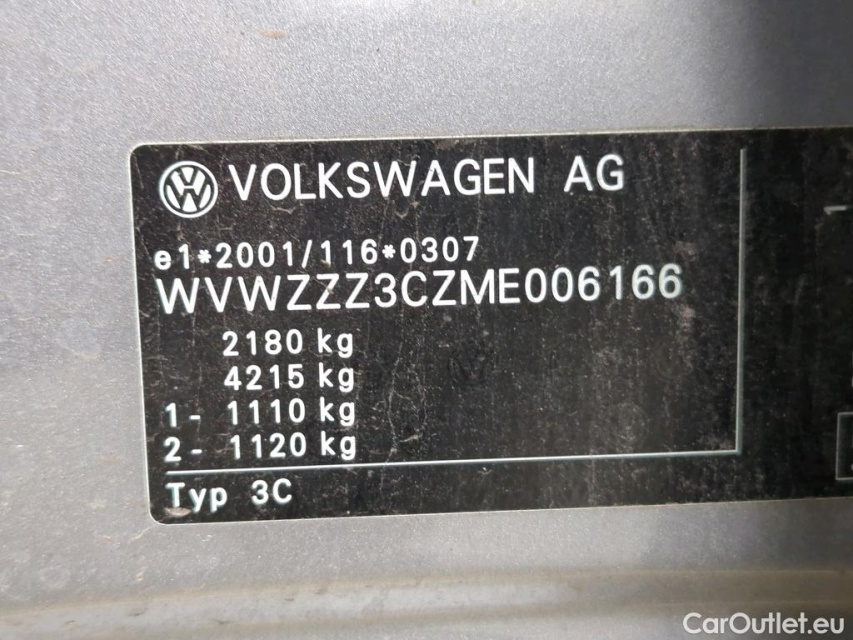 VOLKSWAGEN AG
e1*2001/116*0307
WVWZZZ3CZME006166
2180 kg
4215 kg
1 - 1110 kg
2 - 1120 kg
Typ 3C
1
CarOutlet.eu